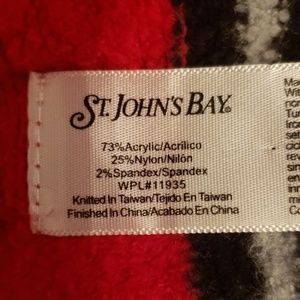 ST. JOHN'S BAY®
73%Acrylic/Acrílico
25%Nylon/Nilón
2%Spandex/Spandex
WPL#11935
Knitted In Taiwan/Tejido En Taiwan
Finished In China/Acabado En China